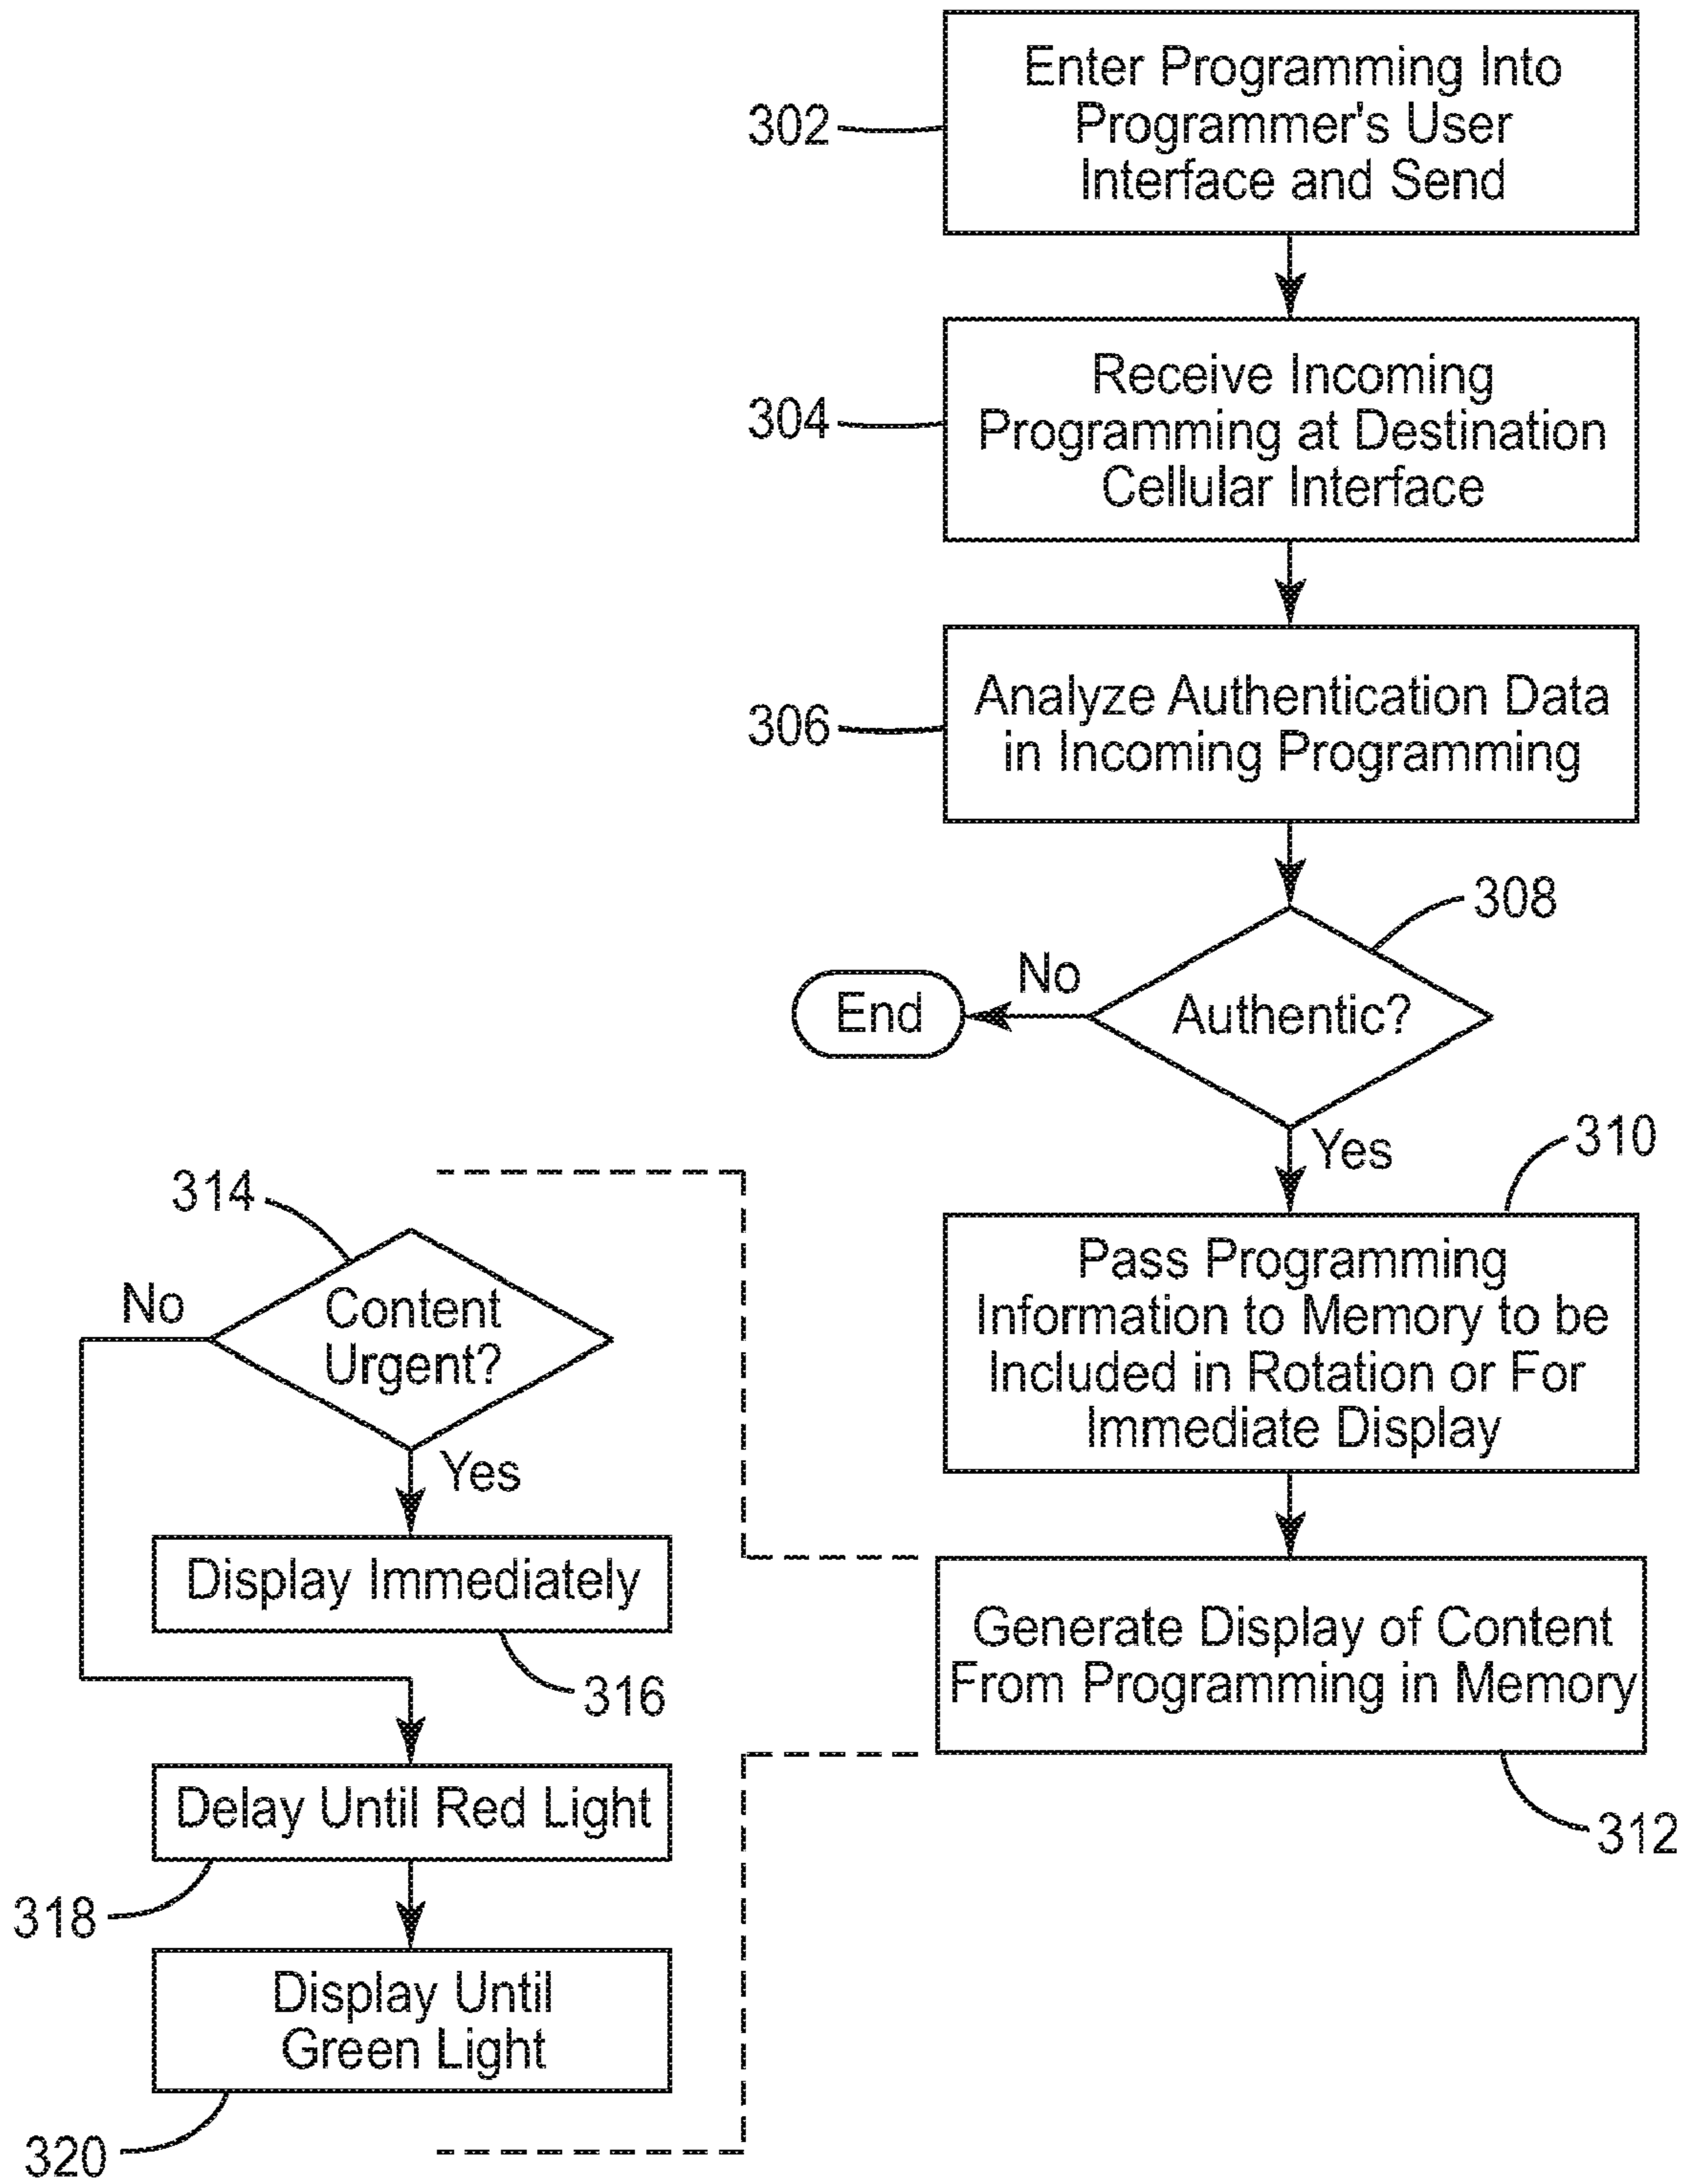 302
Enter Programming Into
Programmer's User
Interface and Send
304
Receive Incoming
Programming at Destination
Cellular Interface
306
Analyze Authentication Data
in Incoming Programming
308
Authentic?
No
End
Yes
310
Pass Programming
Information to Memory to be
Included in Rotation or For
Immediate Display
Generate Display of Content
From Programming in Memory
312
314
Content
Urgent?
No
Yes
Display Immediately
316
Delay Until Red Light
318
Display Until
Green Light
320